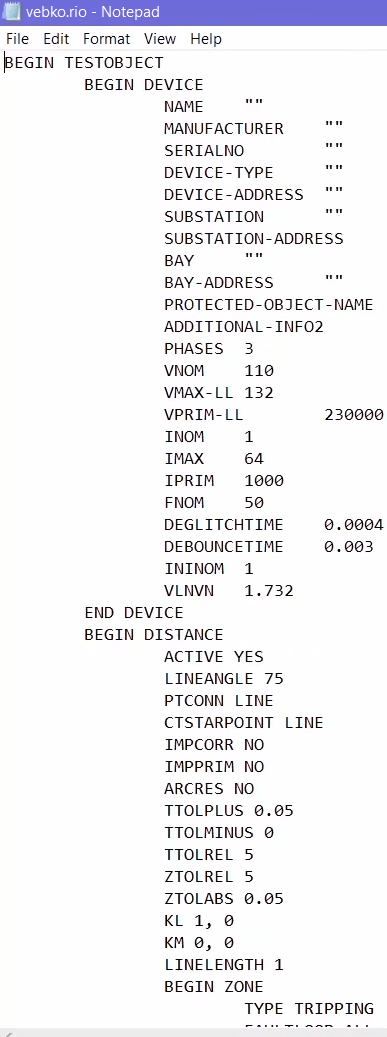 vebko.rio - Notepad
File Edit Format View Help
BEGIN TESTOBJECT
BEGIN DEVICE
NAME ""
MANUFACTURER ""
SERIALNO ""
DEVICE-TYPE ""
DEVICE-ADDRESS ""
SUBSTATION ""
SUBSTATION-ADDRESS
BAY ""
BAY-ADDRESS ""
PROTECTED-OBJECT-NAME
ADDITIONAL-INFO2
PHASES 3
VNOM 110
VMAX-LL 132
VPRIM-LL 230000
INOM 1
IMAX 64
IPRIM 1000
FNOM 50
DEGLITCHTIME 0.0004
DEBOUNCETIME 0.003
ININOM 1
VLNVN 1.732
END DEVICE
BEGIN DISTANCE
ACTIVE YES
LINEANGLE 75
PTCONN LINE
CTSTARPOINT LINE
IMPCORR NO
IMPPRIM NO
ARCRES NO
TTOLPLUS 0.05
TTOLMINUS 0
TTOLREL 5
ZTOLREL 5
ZTOLABS 0.05
KL 1, 0
KM 0, 0
LINELENGTH 1
BEGIN ZONE
TYPE TRIPPING